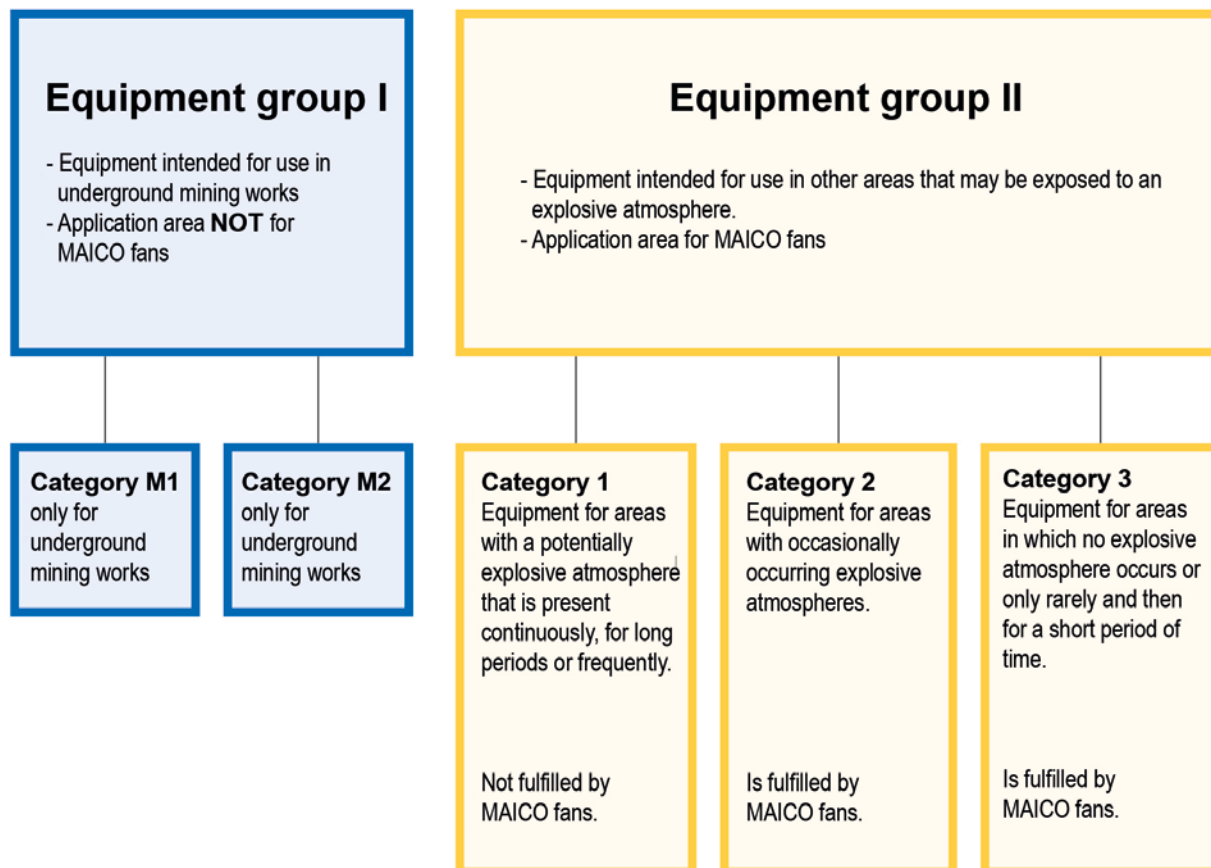 Equipment group I
- Equipment intended for use in
underground mining works
- Application area NOT for
MAICO fans
Equipment group II
- Equipment intended for use in other areas that may be exposed to an
explosive atmosphere.
- Application area for MAICO fans
Category M1
only for
underground
mining works
Category M2
only for
underground
mining works
Category 1
Equipment for areas
with a potentially
explosive atmosphere
that is present
continuously, for long
periods or frequently.
Not fulfilled by
MAICO fans.
Category 2
Equipment for areas
with occasionally
occurring explosive
atmospheres.
Is fulfilled by
MAICO fans.
Category 3
Equipment for areas
in which no explosive
atmosphere occurs or
only rarely and then
for a short period of
time.
Is fulfilled by
MAICO fans.